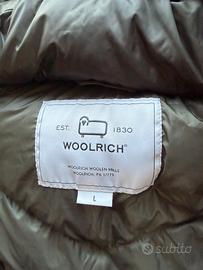 EST. 1830
WOOLRICH®
WOOLRICH WOOLEN MILLS
WOOLRICH, PA 17779
L
subito